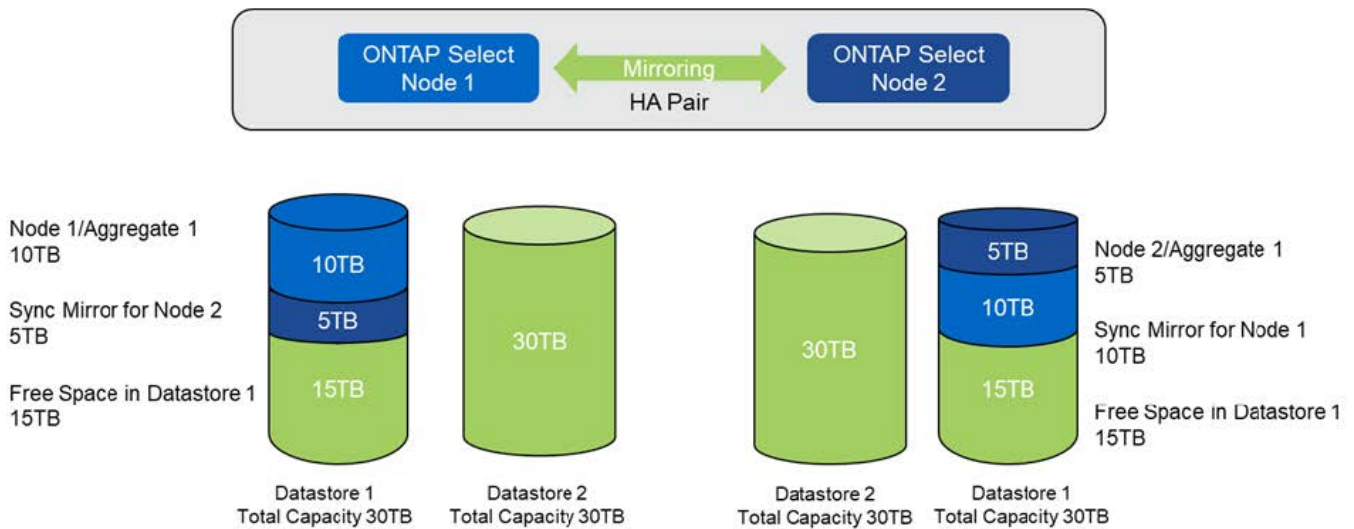 ONTAP Select
Node 1
Mirroring
HA Pair
ONTAP Select
Node 2
Node 1/Aggregate 1
10TB
Sync Mirror for Node 2
5TB
Free Space in Datastore 1
15TB
10TB
5TB
15TB
30TB
30TB
5TB
10TB
15TB
Node 2/Aggregate 1
5TB
Sync Mirror for Node 1
10TB
Free Space in Datastore 1
15TB
Datastore 1
Total Capacity 30TB
Datastore 2
Total Capacity 30TB
Datastore 2
Total Capacity 30TB
Datastore 1
Total Capacity 30TB